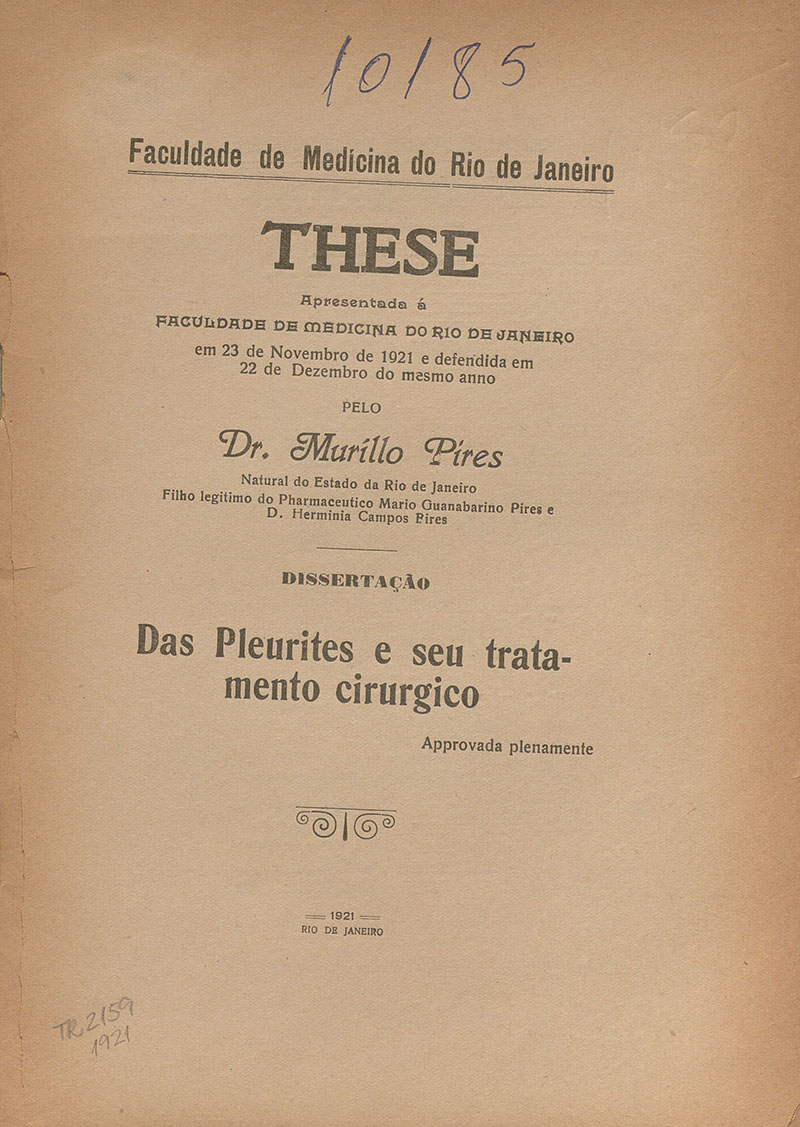 10/85
Faculdade de Medicina do Rio de Janeiro
THESE
Apresentada á
FACULDADE DE MEDICINA DO RIO DE JANEIRO
em 23 de Novembro de 1921 e defendida em
22 de Dezembro do mesmo anno
PELO
Dr. Murillo Pires
Natural do Estado da Rio de Janeiro
Filho legitimo do Pharmaceutico Mario Guanabarino Pires e
D. Herminia Campos Pires
DISSERTAÇÃO
Das Pleurites e seu trata-
mento cirurgico
Approvada plenamente
1921
RIO DE JANEIRO
TR 2159
1921